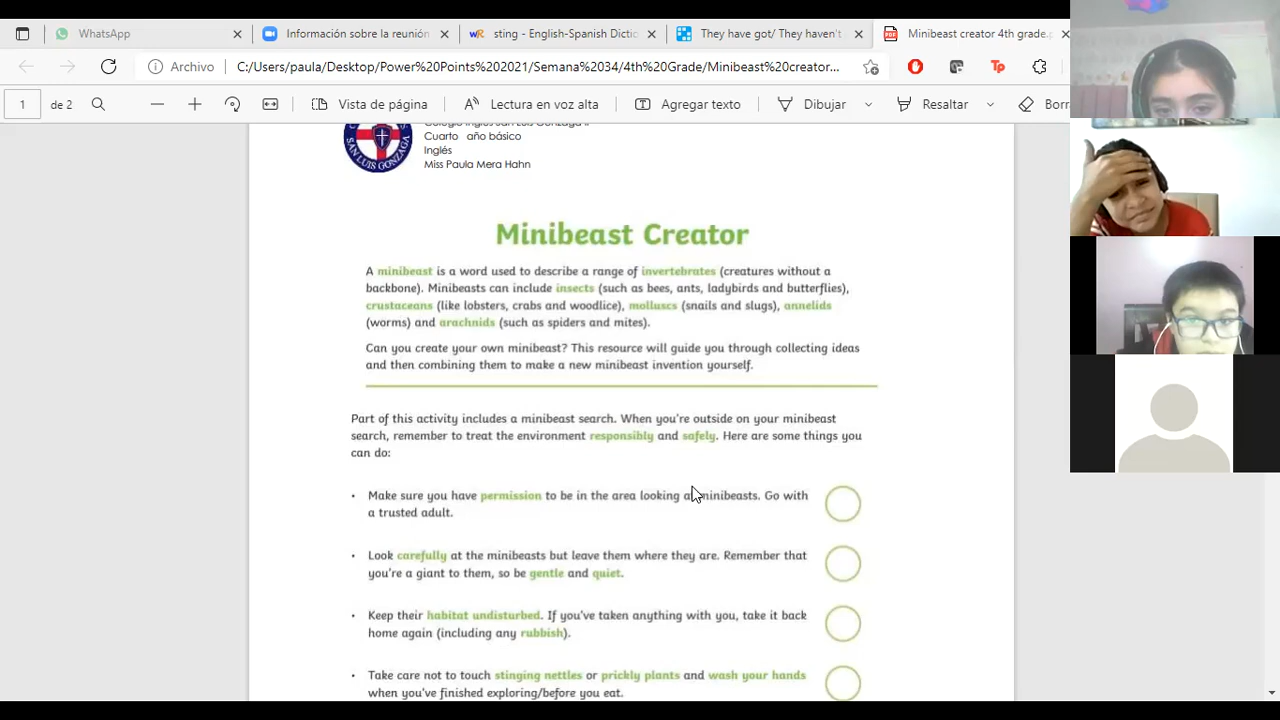 WhatsApp
Información sobre la reunión
sting - English-Spanish Dictio
They have got/ They haven't
Minibeast creator 4th grade.p
Archivo
C:/Users/paula/Desktop/Power%20Points%202021/Semana%2034/4th%20Grade/Minibeast%20creator...
1
de 2
Vista de página
Lectura en voz alta
Agregar texto
Dibujar
Resaltar
Borra
SAN LUIS GONZAGA
Cuarto año básico
Inglés
Miss Paula Mera Hahn
Minibeast Creator
A minibeast is a word used to describe a range of invertebrates (creatures without a
backbone). Minibeasts can include insects (such as bees, ants, ladybirds and butterflies),
crustaceans (like lobsters, crabs and woodlice), molluscs (snails and slugs), annelids
(worms) and arachnids (such as spiders and mites).
Can you create your own minibeast? This resource will guide you through collecting ideas
and then combining them to make a new minibeast invention yourself.
Part of this activity includes a minibeast search. When you're outside on your minibeast
search, remember to treat the environment responsibly and safely. Here are some things you
can do:
• Make sure you have permission to be in the area looking a minibeasts. Go with
a trusted adult.
• Look carefully at the minibeasts but leave them where they are. Remember that
you're a giant to them, so be gentle and quiet.
• Keep their habitat undisturbed. If you've taken anything with you, take it back
home again (including any rubbish).
• Take care not to touch stinging nettles or prickly plants and wash your hands
when you've finished exploring/before you eat.